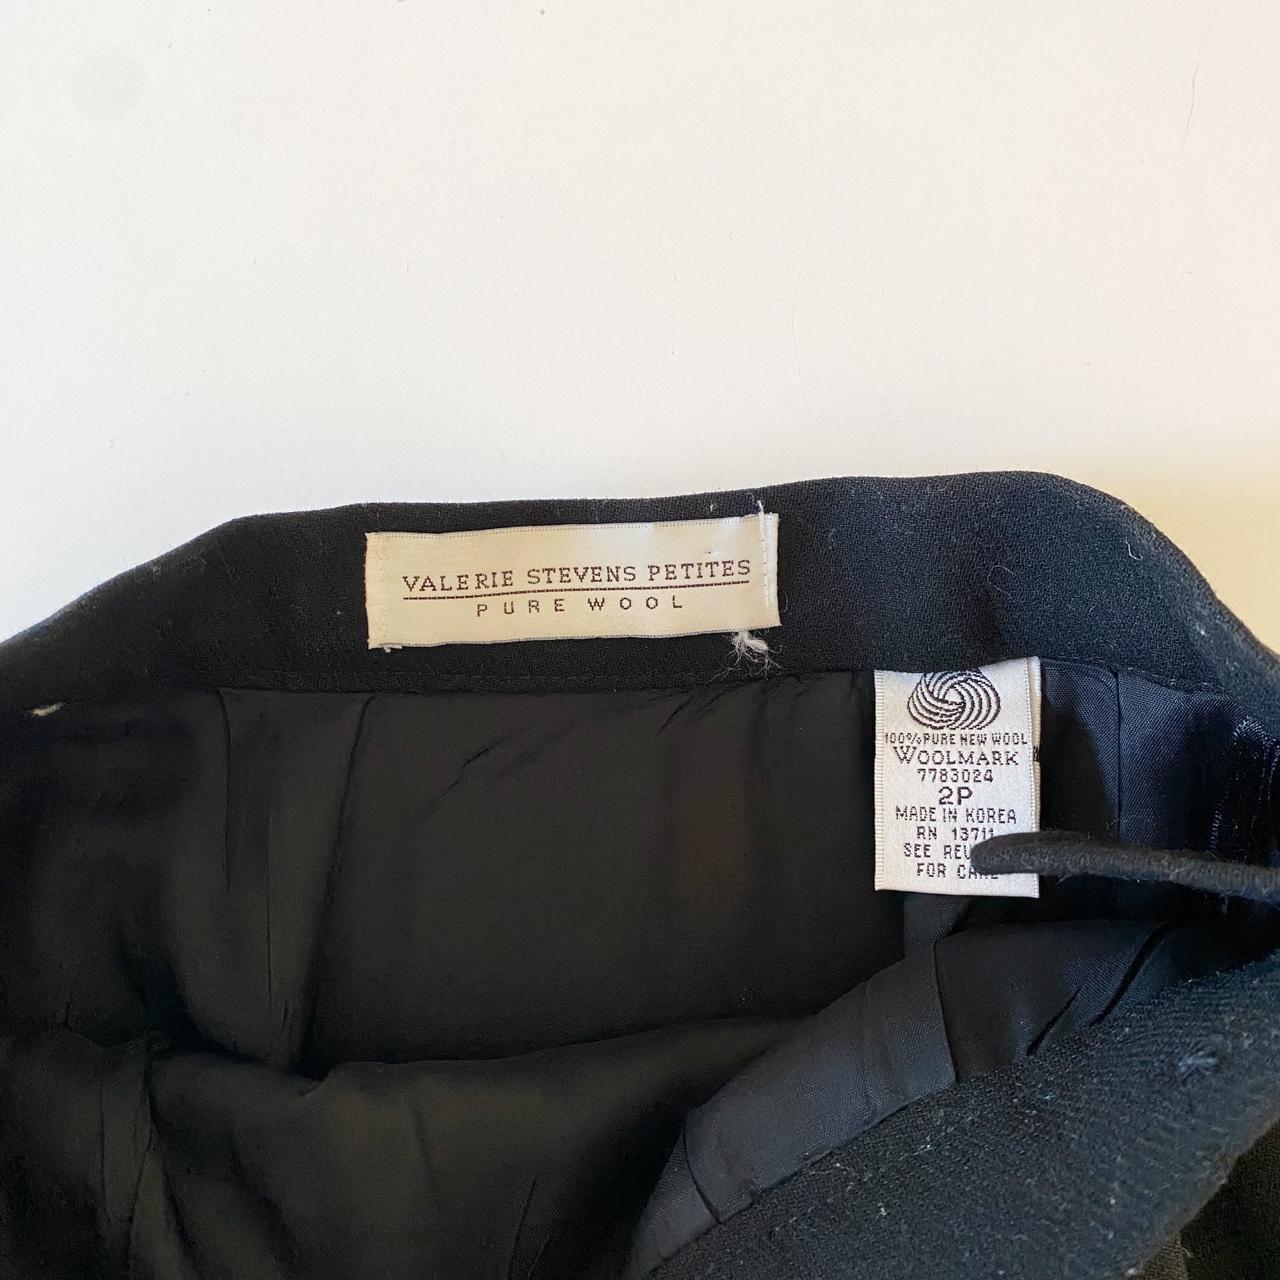 VALERIE STEVENS PETITES
PURE WOOL
100% PURE NEW WOOL
WOOLMARK
7783024
2P
MADE IN KOREA
RN 13711
SEE
FOR